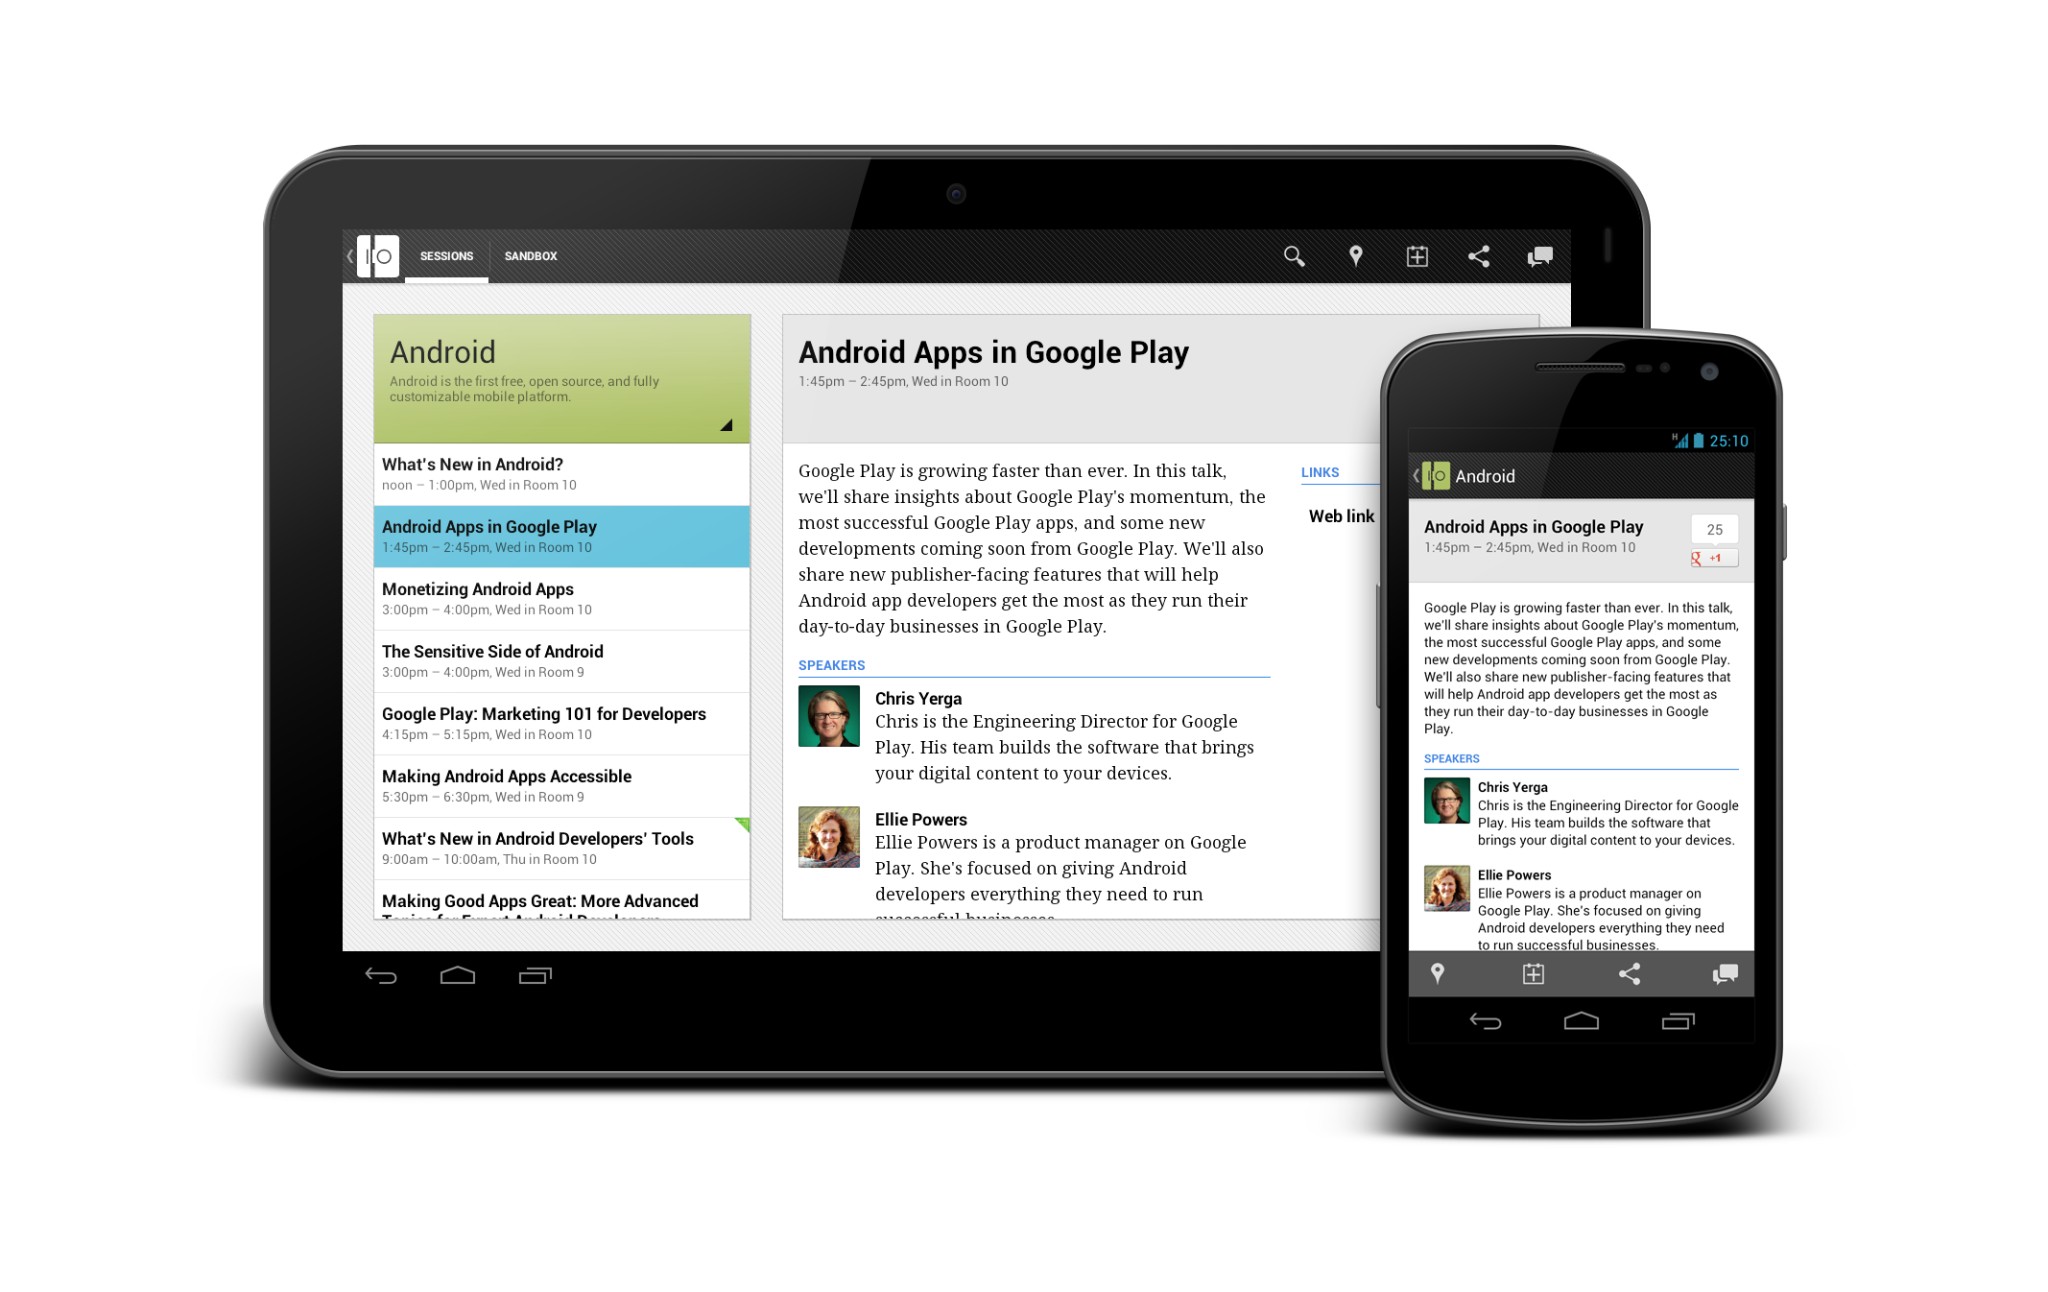 IO
SESSIONS
SANDBOX
Android
Android is the first free, open source, and fully
customizable mobile platform.
What's New in Android?
noon – 1:00pm, Wed in Room 10
Android Apps in Google Play
1:45pm – 2:45pm, Wed in Room 10
Monetizing Android Apps
3:00pm – 4:00pm, Wed in Room 10
The Sensitive Side of Android
3:00pm – 4:00pm, Wed in Room 9
Google Play: Marketing 101 for Developers
4:15pm – 5:15pm, Wed in Room 10
Making Android Apps Accessible
5:30pm – 6:30pm, Wed in Room 9
What's New in Android Developers' Tools
9:00am – 10:00am, Thu in Room 10
Making Good Apps Great: More Advanced
Topics for Expert Android Developers
Android Apps in Google Play
1:45pm – 2:45pm, Wed in Room 10
Google Play is growing faster than ever. In this talk,
we'll share insights about Google Play's momentum, the
most successful Google Play apps, and some new
developments coming soon from Google Play. We'll also
share new publisher-facing features that will help
Android app developers get the most as they run their
day-to-day businesses in Google Play.
SPEAKERS
Chris Yerga
Chris is the Engineering Director for Google
Play. His team builds the software that brings
your digital content to your devices.
Ellie Powers
Ellie Powers is a product manager on Google
Play. She's focused on giving Android
developers everything they need to run
successful businesses.
LINKS
Web link
H
25:10
IO
Android
Android Apps in Google Play
1:45pm – 2:45pm, Wed in Room 10
25
g +1
Google Play is growing faster than ever. In this talk,
we'll share insights about Google Play's momentum,
the most successful Google Play apps, and some
new developments coming soon from Google Play.
We'll also share new publisher-facing features that
will help Android app developers get the most as
they run their day-to-day businesses in Google
Play.
SPEAKERS
Chris Yerga
Chris is the Engineering Director for Google
Play. His team builds the software that
brings your digital content to your devices.
Ellie Powers
Ellie Powers is a product manager on
Google Play. She's focused on giving
Android developers everything they need
to run successful businesses.